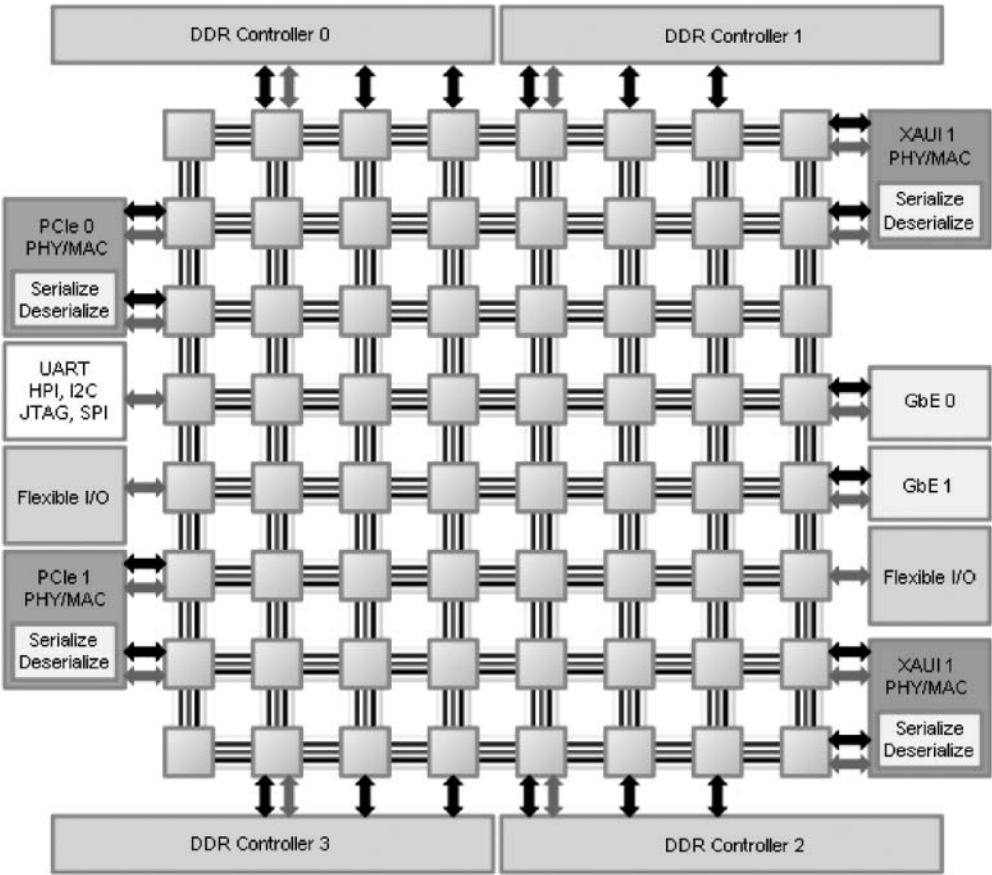 DDR Controller 0
DDR Controller 1
XAUI 1
PHY/MAC
Serialize
Deserialize
PCIe 0
PHY/MAC
Serialize
Deserialize
UART
HPI, I2C
JTAG, SPI
GbE 0
Flexible I/O
GbE 1
PCIe 1
PHY/MAC
Serialize
Deserialize
Flexible I/O
XAUI 1
PHY/MAC
Serialize
Deserialize
DDR Controller 3
DDR Controller 2